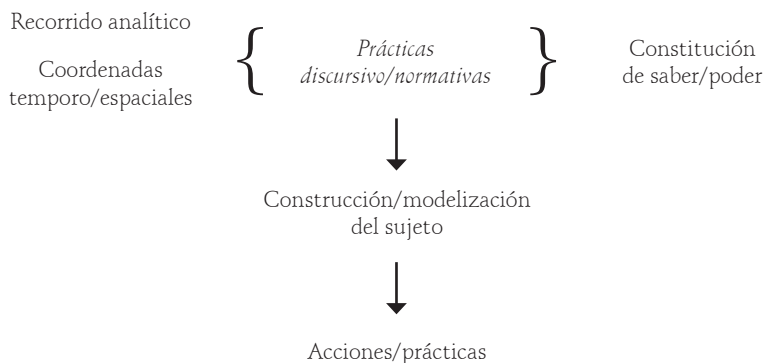 Recorrido analítico
Coordenadas
temporo/espaciales
{
Prácticas
discursivo/normativas
}
Constitución
de saber/poder
Construcción/modelización
del sujeto
Acciones/prácticas